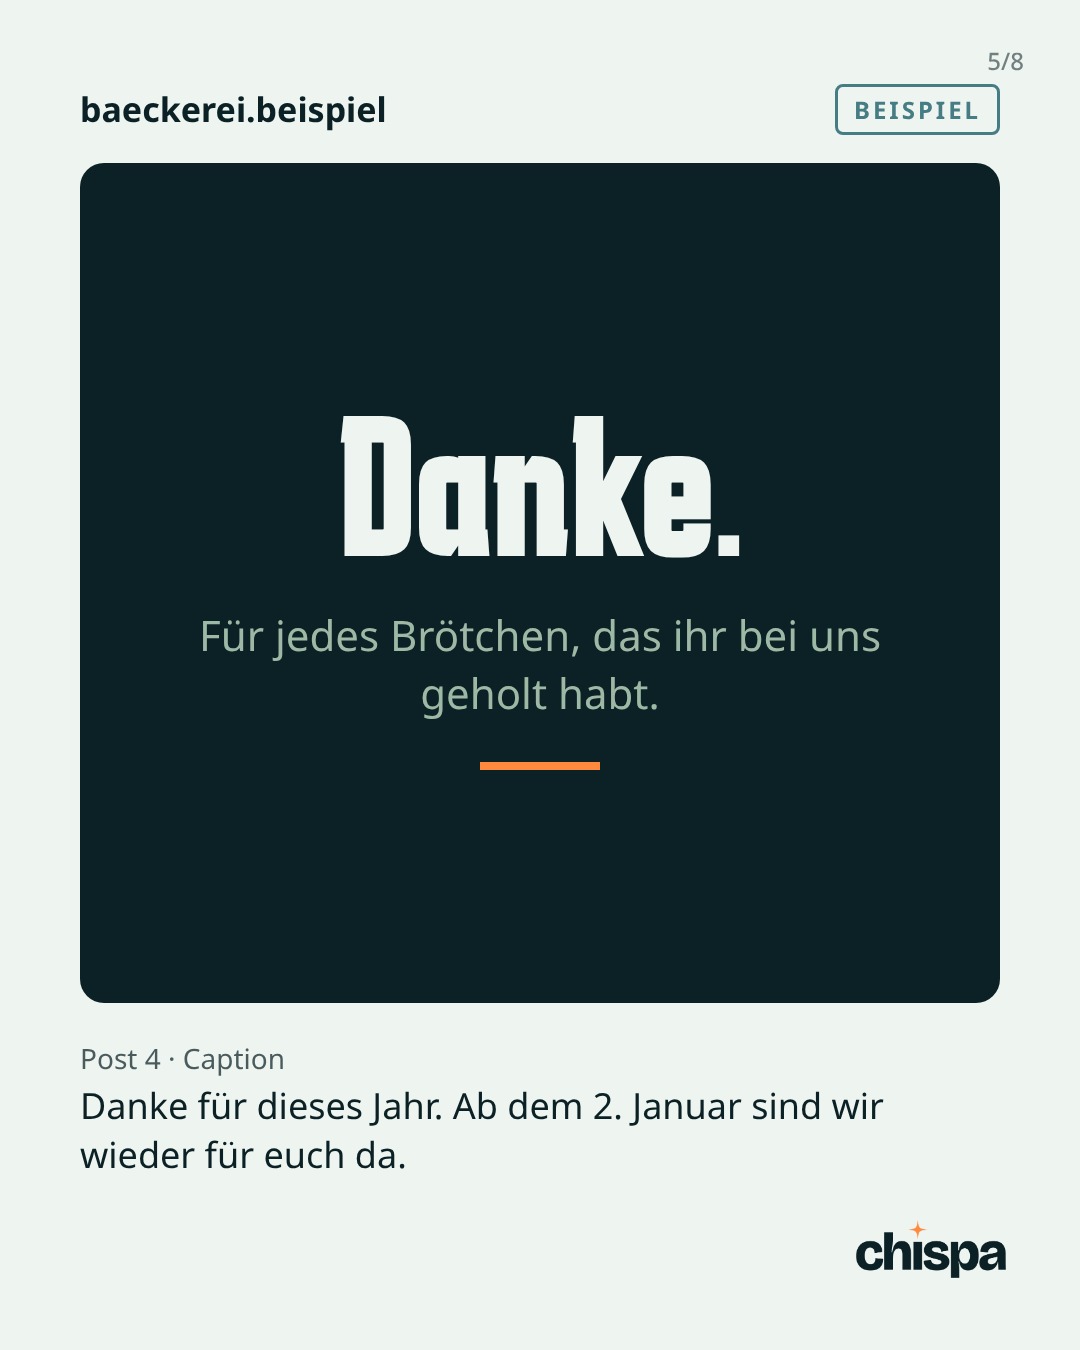 5/8
baeckerei.beispiel
BEISPIEL
Danke.
Für jedes Brötchen, das ihr bei uns
geholt habt.
Post 4 · Caption
Danke für dieses Jahr. Ab dem 2. Januar sind wir
wieder für euch da.
chispa